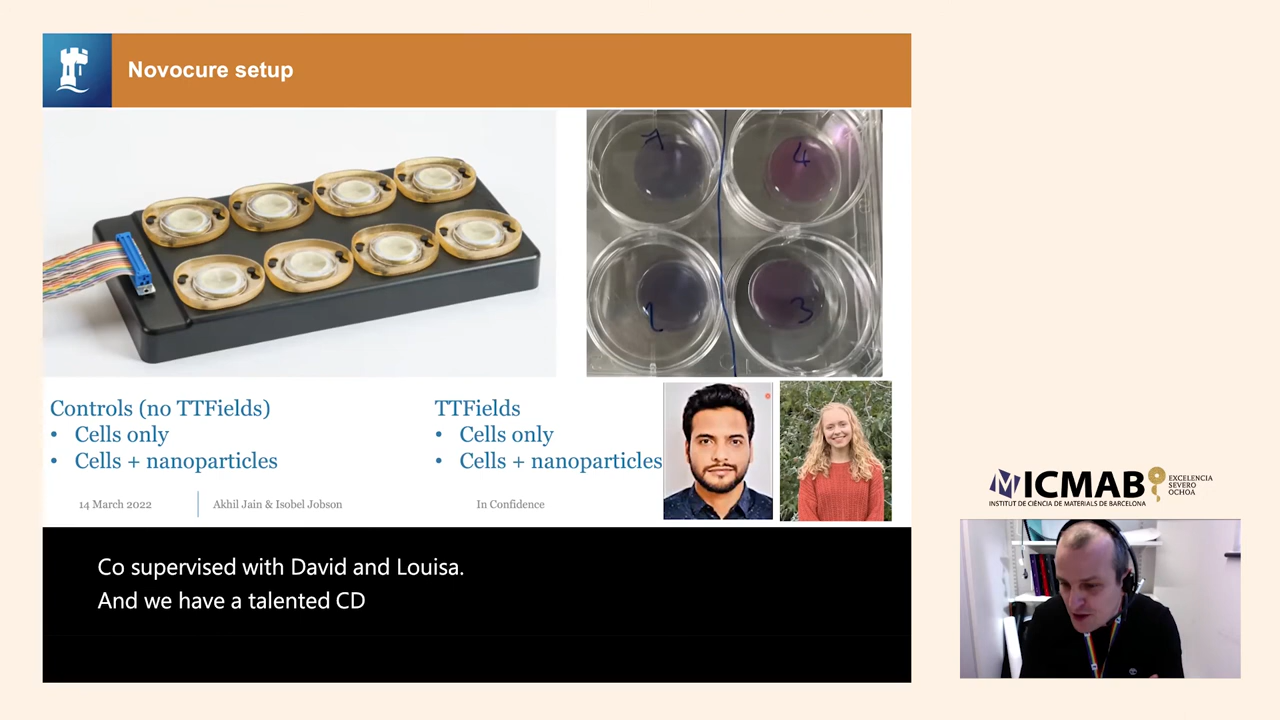 Novocure setup
7
4
3
Controls (no TTFields)
• Cells only
• Cells + nanoparticles
TTFields
• Cells only
• Cells + nanoparticles
14 March 2022
Akhil Jain & Isobel Jobson
In Confidence
Co supervised with David and Louisa.
And we have a talented CD
ICMAB
EXCELENCIA
SEVERO
OCHOA
INSTITUT DE CIÈNCIA DE MATERIALS DE BARCELONA